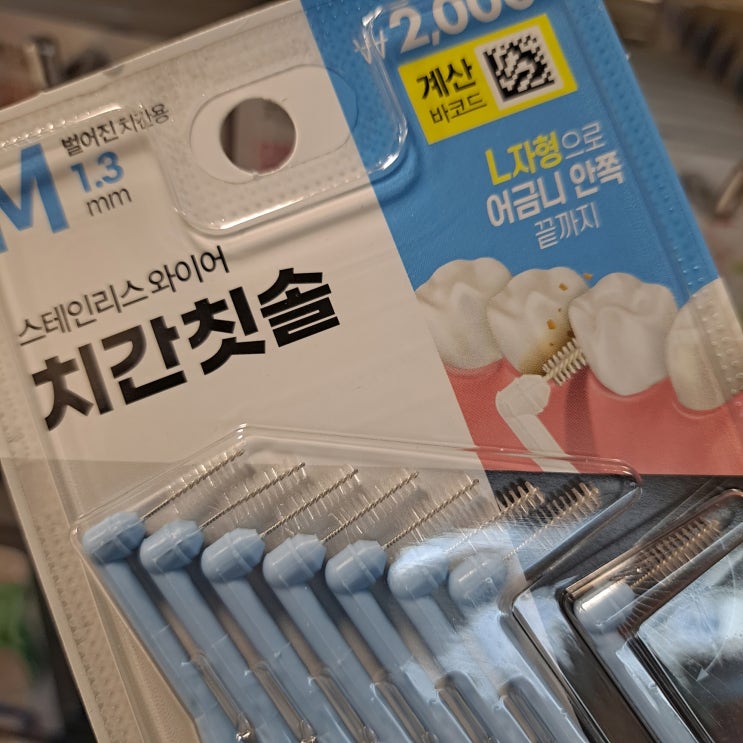 ₩2,000
계산
바코드
M
벌어진 치간용
1.3
mm
L자형으로
어금니 안쪽
끝까지
스테인리스 와이어
치간칫솔